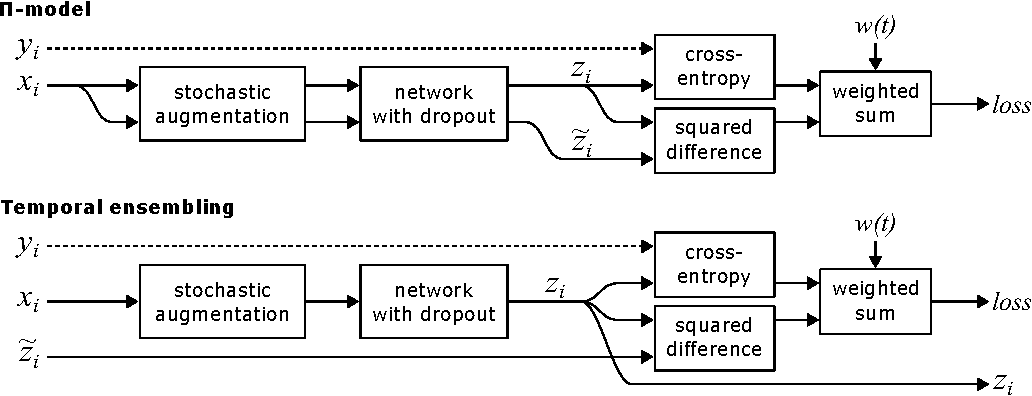 Π-model
y_i
x_i
stochastic
augmentation
network
with dropout
z_i
z̃_i
cross-
entropy
squared
difference
w(t)
weighted
sum
loss
Temporal ensembling
y_i
x_i
z̃_i
stochastic
augmentation
network
with dropout
z_i
cross-
entropy
squared
difference
w(t)
weighted
sum
loss
z_i